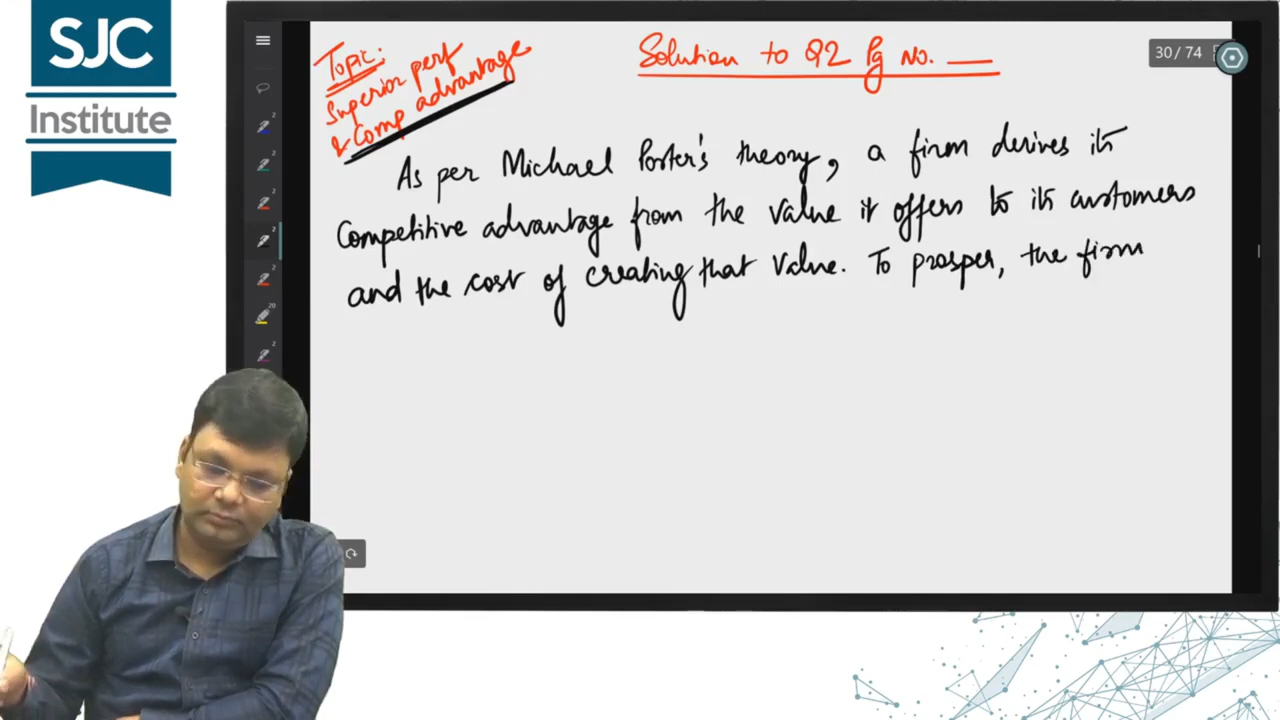 SJC
Institute
Topic:
Superior perf
& Comp advantage
Solution to Q2 Pg No. __
30 / 74
As per Michael Porter's theory, a firm derives its
Competitive advantage from the value it offers to its customers
and the cost of creating that value. To prosper, the firm